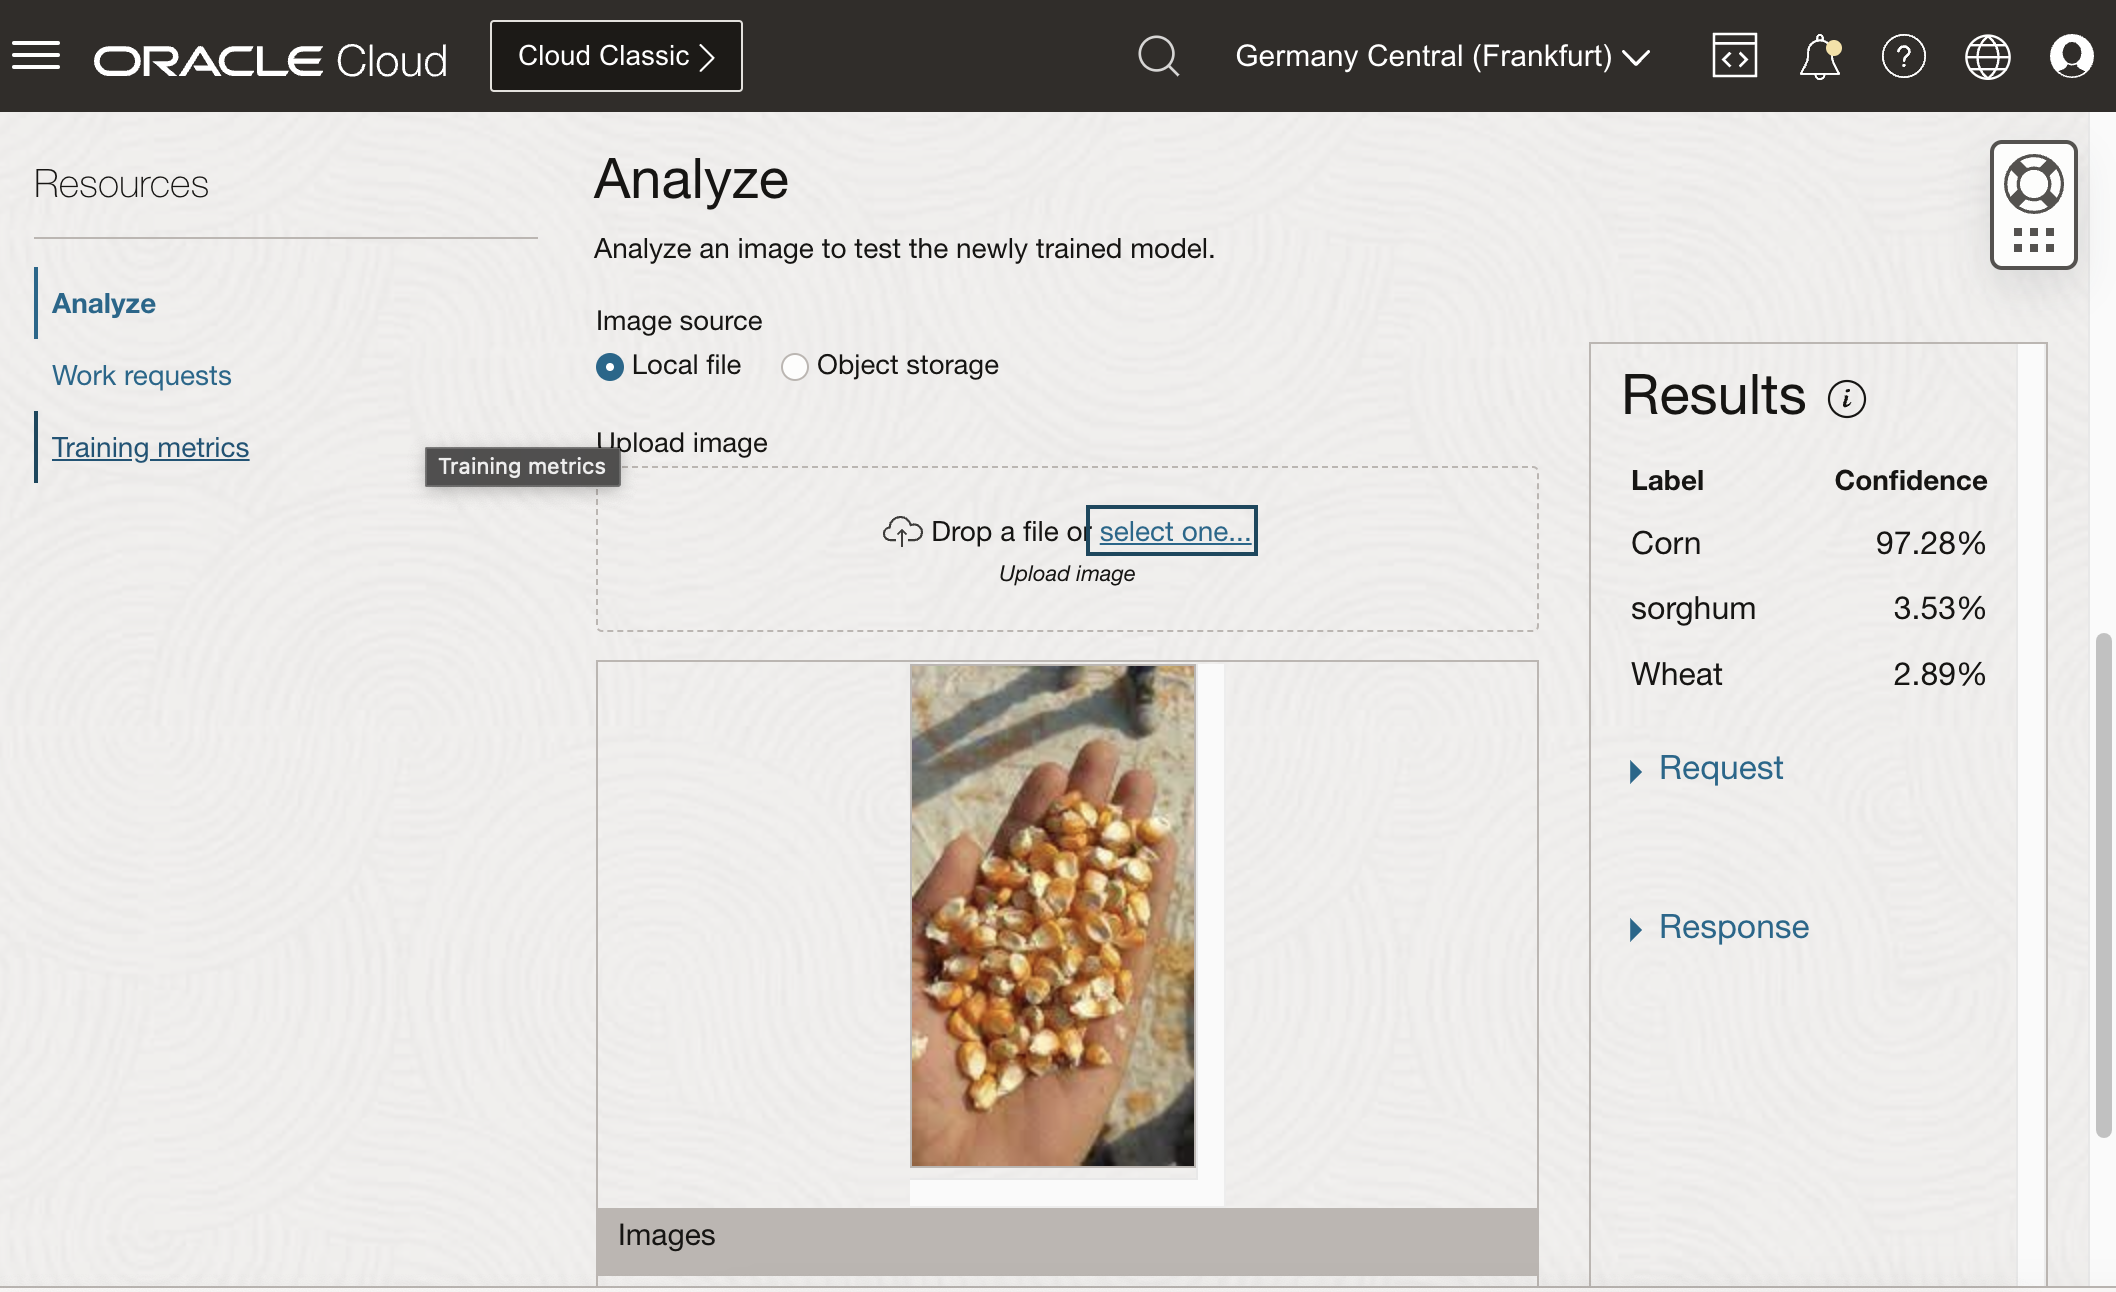 ORACLE Cloud
Cloud Classic
Germany Central (Frankfurt)
Resources
Analyze
Work requests
Training metrics
Training metrics
Analyze
Analyze an image to test the newly trained model.
Image source
Local file
Object storage
Upload image
Drop a file or select one...
Upload image
Images
Results
Label Confidence
Corn 97.28%
sorghum 3.53%
Wheat 2.89%
Request
Response